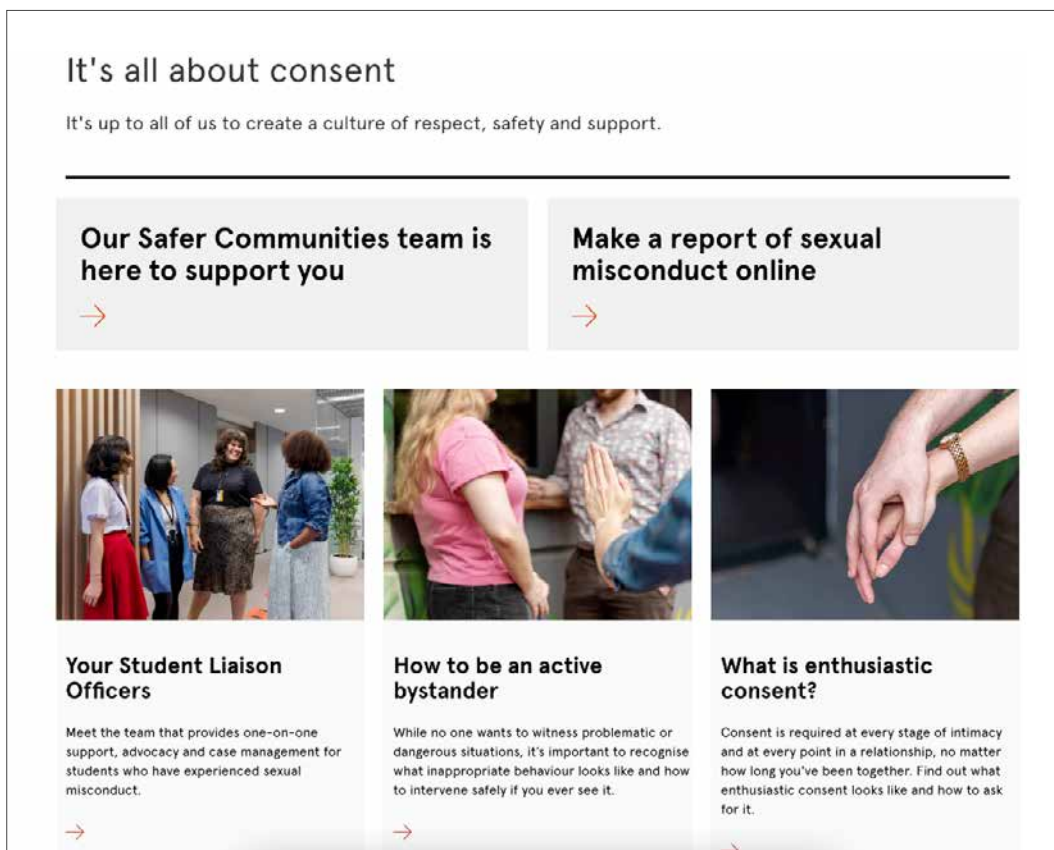 It's all about consent
It's up to all of us to create a culture of respect, safety and support.
Our Safer Communities team is
here to support you
Make a report of sexual
misconduct online
Your Student Liaison
Officers
Meet the team that provides one-on-one
support, advocacy and case management for
students who have experienced sexual
misconduct.
How to be an active
bystander
While no one wants to witness problematic or
dangerous situations, it's important to recognise
what inappropriate behaviour looks like and how
to intervene safely if you ever see it.
What is enthusiastic
consent?
Consent is required at every stage of intimacy
and at every point in a relationship, no matter
how long you've been together. Find out what
enthusiastic consent looks like and how to ask
for it.